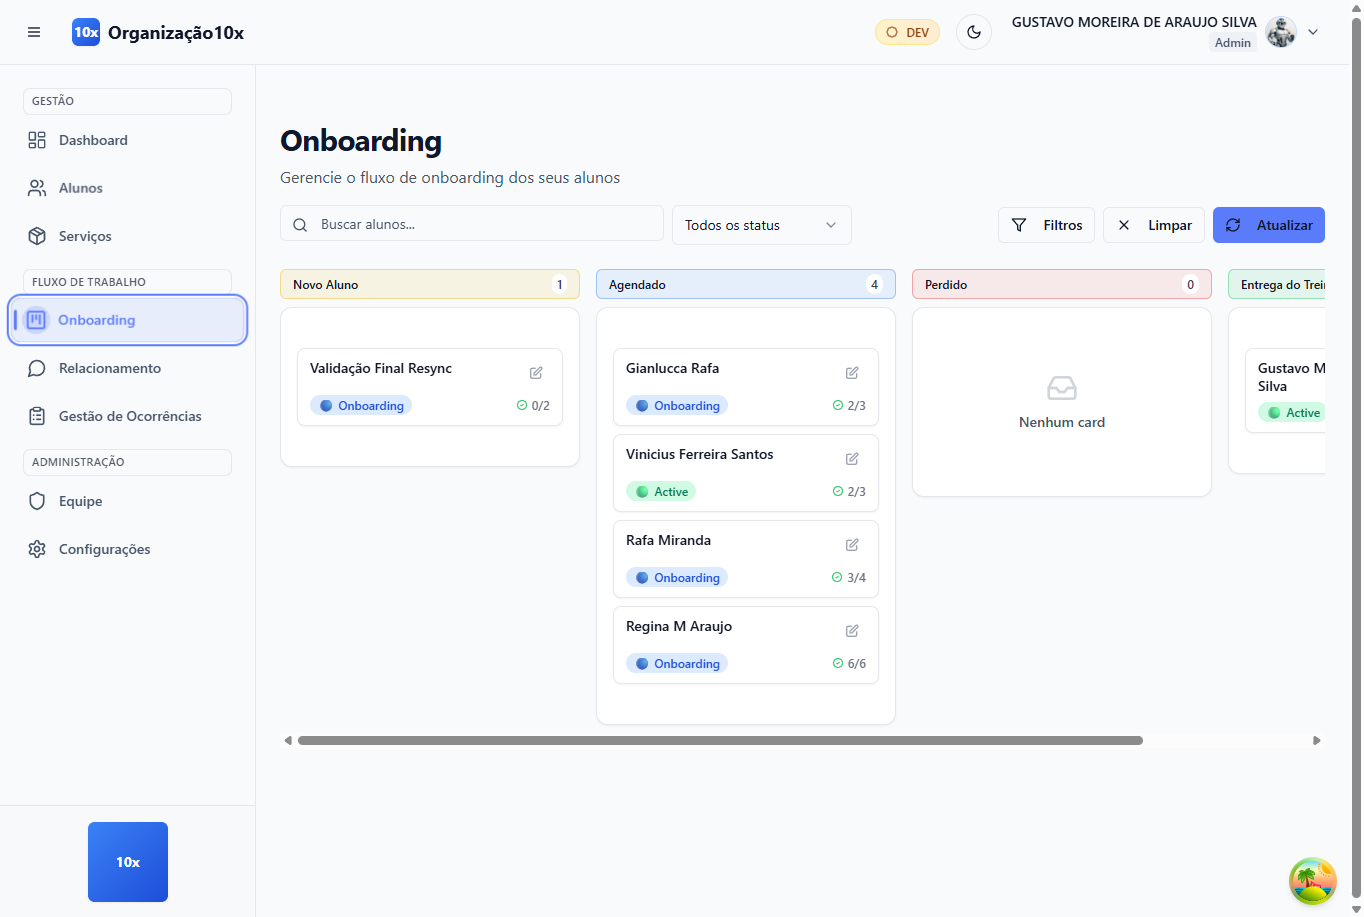 10x Organização10x
DEV
GUSTAVO MOREIRA DE ARAUJO SILVA
Admin
GESTÃO
Dashboard
Alunos
Serviços
FLUXO DE TRABALHO
Onboarding
Relacionamento
Gestão de Ocorrências
ADMINISTRAÇÃO
Equipe
Configurações
10x
Onboarding
Gerencie o fluxo de onboarding dos seus alunos
Buscar alunos...
Todos os status
Filtros
Limpar
Atualizar
Novo Aluno 1
Validação Final Resync
Onboarding 0/2
Agendado 4
Gianlucca Rafa
Onboarding 2/3
Vinicius Ferreira Santos
Active 2/3
Rafa Miranda
Onboarding 3/4
Regina M Araujo
Onboarding 6/6
Perdido 0
Nenhum card
Entrega do Trei
Gustavo M
Silva
Active